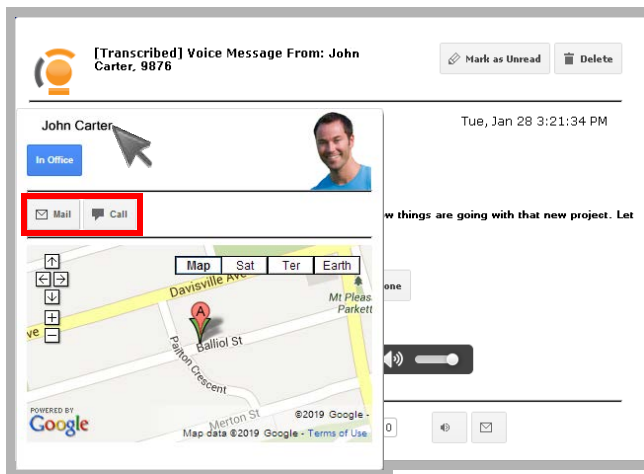 [Transcribed] Voice Message From: John
Carter, 9876
Mark as Unread
Delete
John Carter
Tue, Jan 28 3:21:34 PM
In Office
Mail
Call
things are going with that new project. Let
Map
Sat
Ter
Earth
Davisville
Mt Pleas
Parkett
one
A
Balliol St
Crescent
Merton St
POWERED BY
Google
©2019 Google -
Map data ©2019 Google - Terms of Use
0